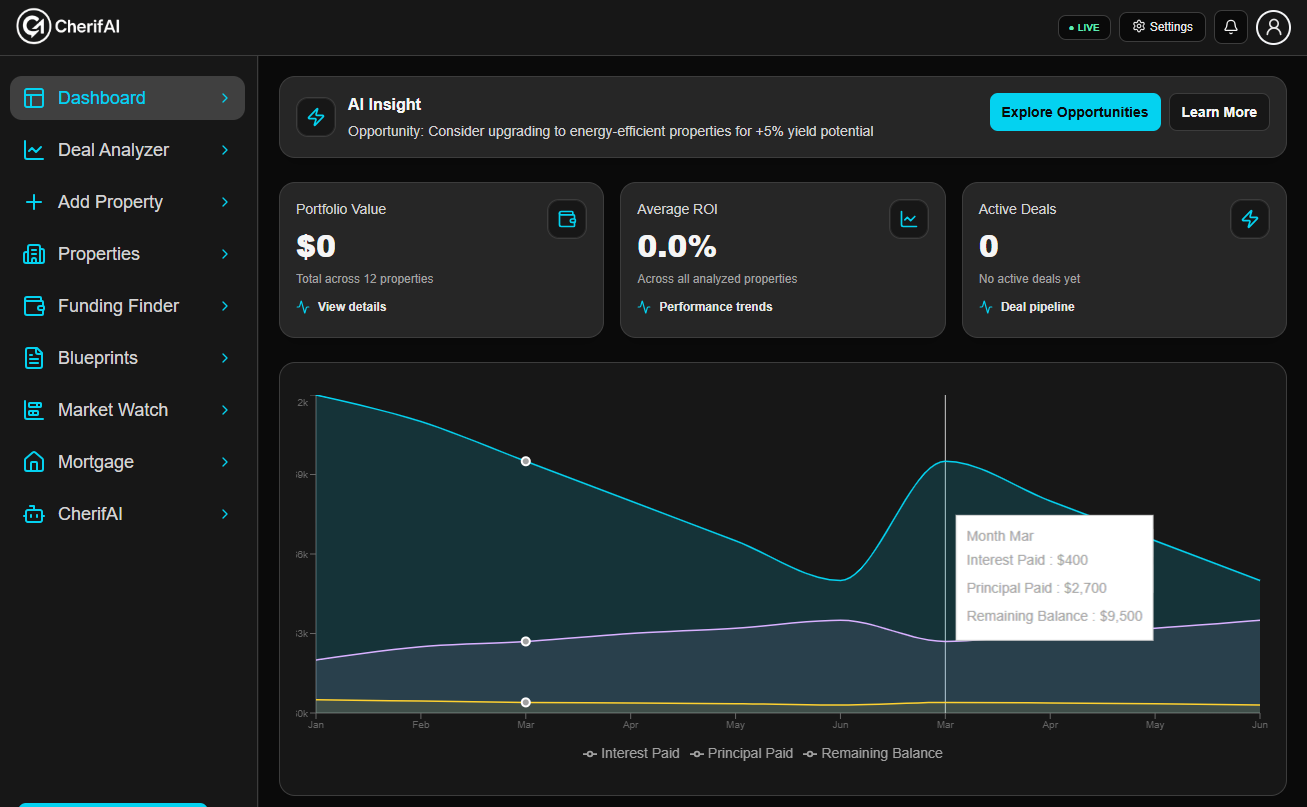 CherifAI
LIVE
Settings
Dashboard
Deal Analyzer
Add Property
Properties
Funding Finder
Blueprints
Market Watch
Mortgage
CherifAI
AI Insight
Opportunity: Consider upgrading to energy-efficient properties for +5% yield potential
Explore Opportunities
Learn More
Portfolio Value
$0
Total across 12 properties
View details
Average ROI
0.0%
Across all analyzed properties
Performance trends
Active Deals
0
No active deals yet
Deal pipeline
2k
9k
6k
3k
0k
Jan Feb Mar Apr May Jun Mar Apr May Jun
Month Mar
Interest Paid : $400
Principal Paid : $2,700
Remaining Balance : $9,500
Interest Paid Principal Paid Remaining Balance